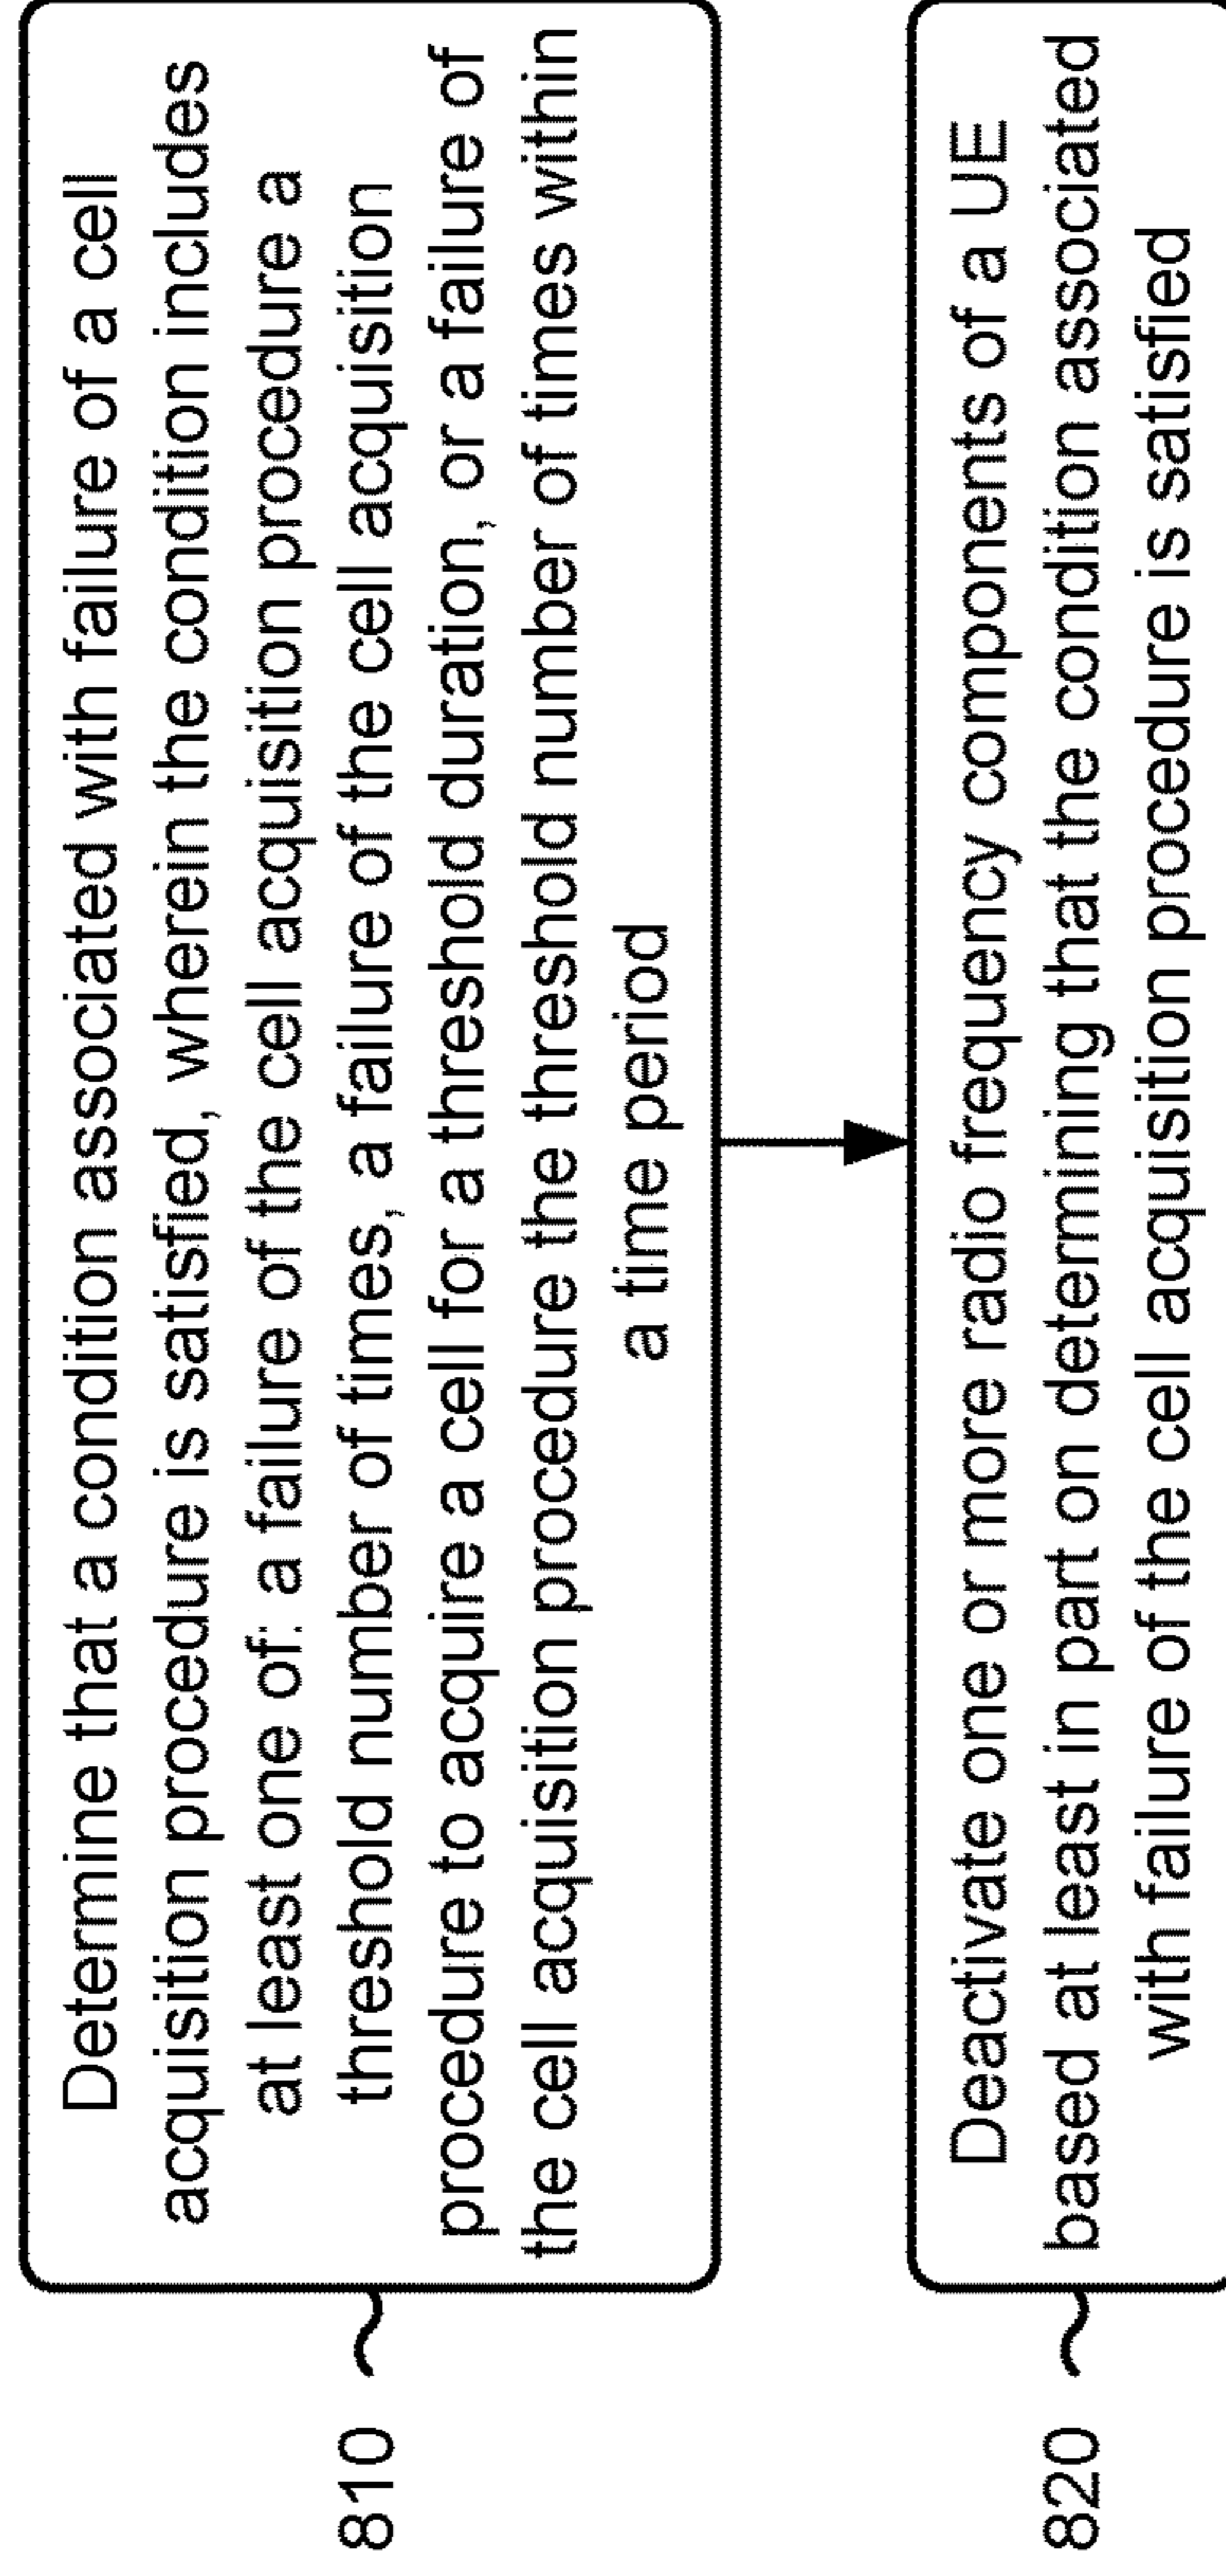 Determine that a condition associated with failure of a cell
acquisition procedure is satisfied, wherein the condition includes
at least one of: a failure of the cell acquisition procedure a
threshold number of times, a failure of the cell acquisition
procedure to acquire a cell for a threshold duration, or a failure of
the cell acquisition procedure the threshold number of times within
a time period
810
Deactivate one or more radio frequency components of a UE
based at least in part on determining that the condition associated
with failure of the cell acquisition procedure is satisfied
820